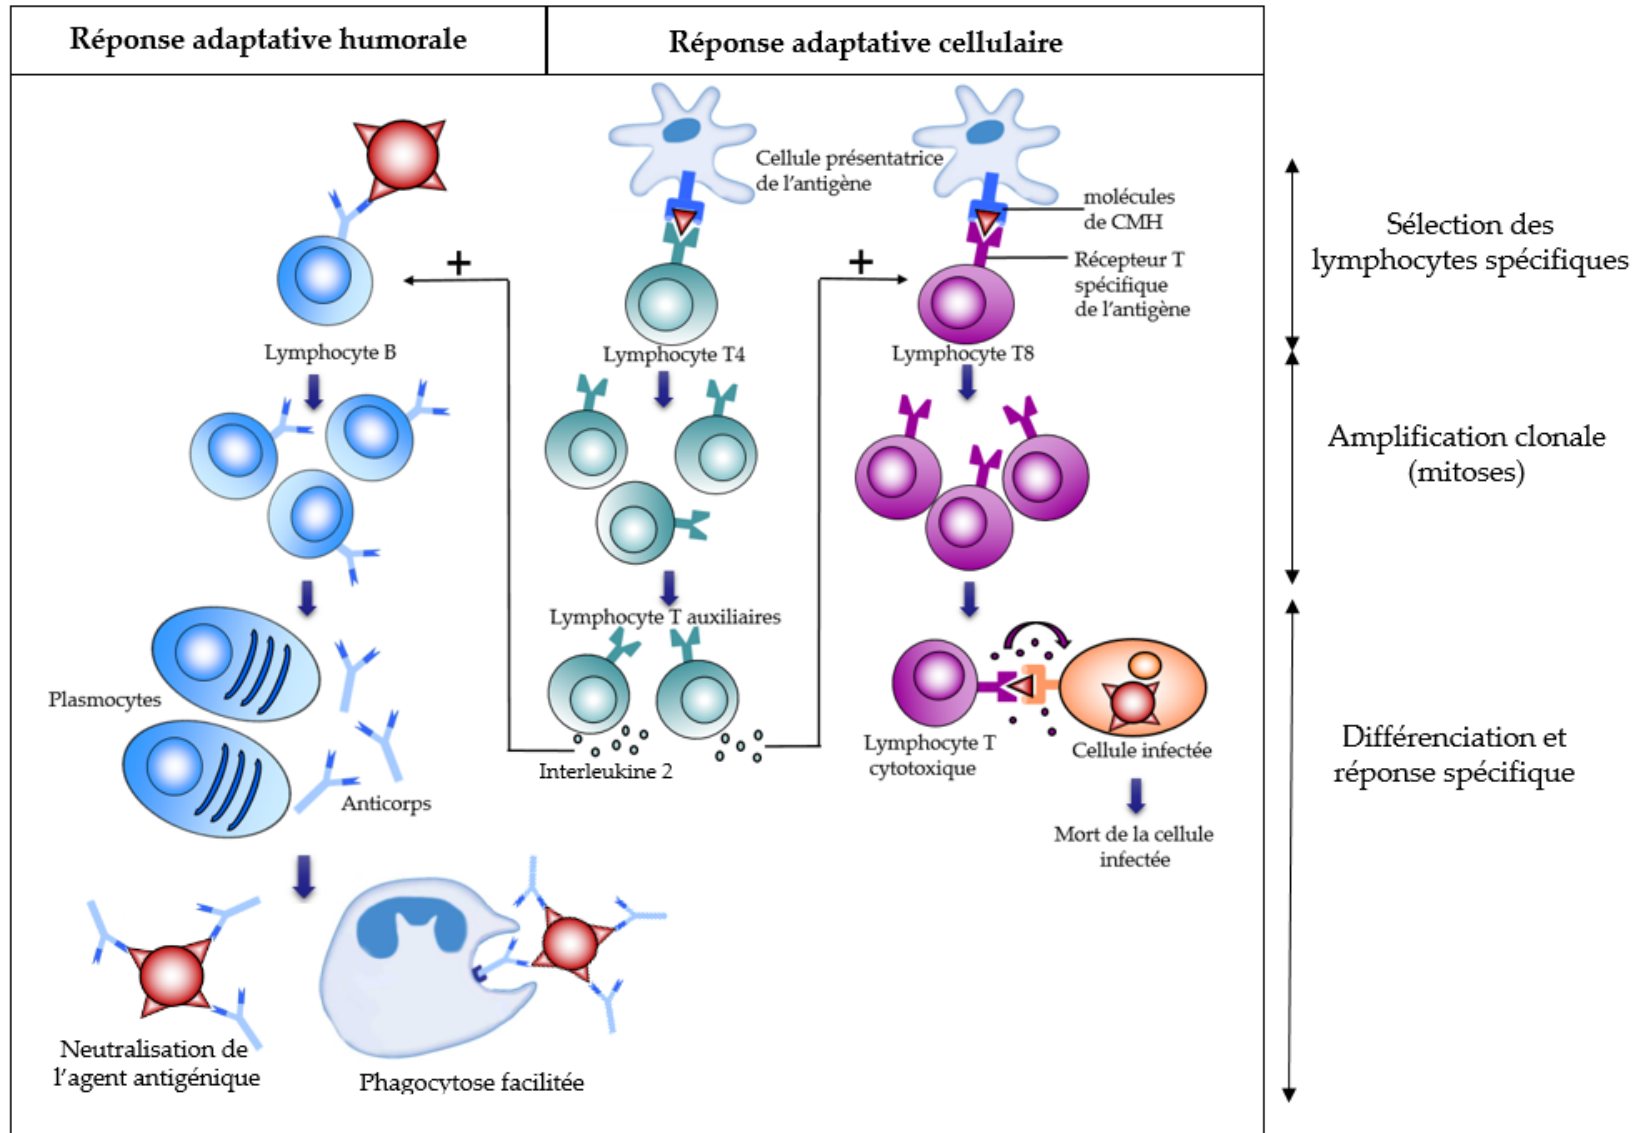 Réponse adaptative humorale
Réponse adaptative cellulaire
Cellule présentatrice
de l'antigène
molécules
de CMH
Récepteur T
spécifique
de l'antigène
Sélection des
lymphocytes spécifiques
+
+
Lymphocyte B
Lymphocyte T4
Lymphocyte T8
Amplification clonale
(mitoses)
Lymphocyte T auxiliaires
Plasmocytes
Anticorps
Interleukine 2
Lymphocyte T
cytotoxique
Cellule infectée
Mort de la cellule
infectée
Différenciation et
réponse spécifique
Neutralisation de
l'agent antigénique
Phagocytose facilitée